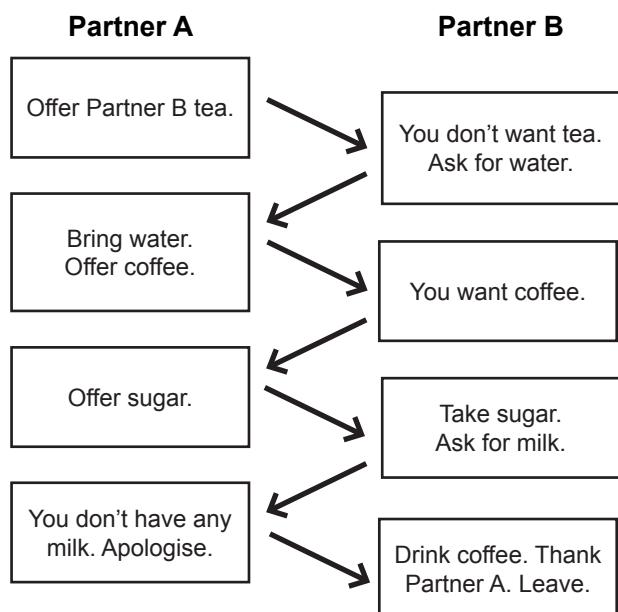 Partner A
Partner B
Offer Partner B tea.
You don’t want tea.
Ask for water.
Bring water.
Offer coffee.
You want coffee.
Offer sugar.
Take sugar.
Ask for milk.
You don’t have any
milk. Apologise.
Drink coffee. Thank
Partner A. Leave.